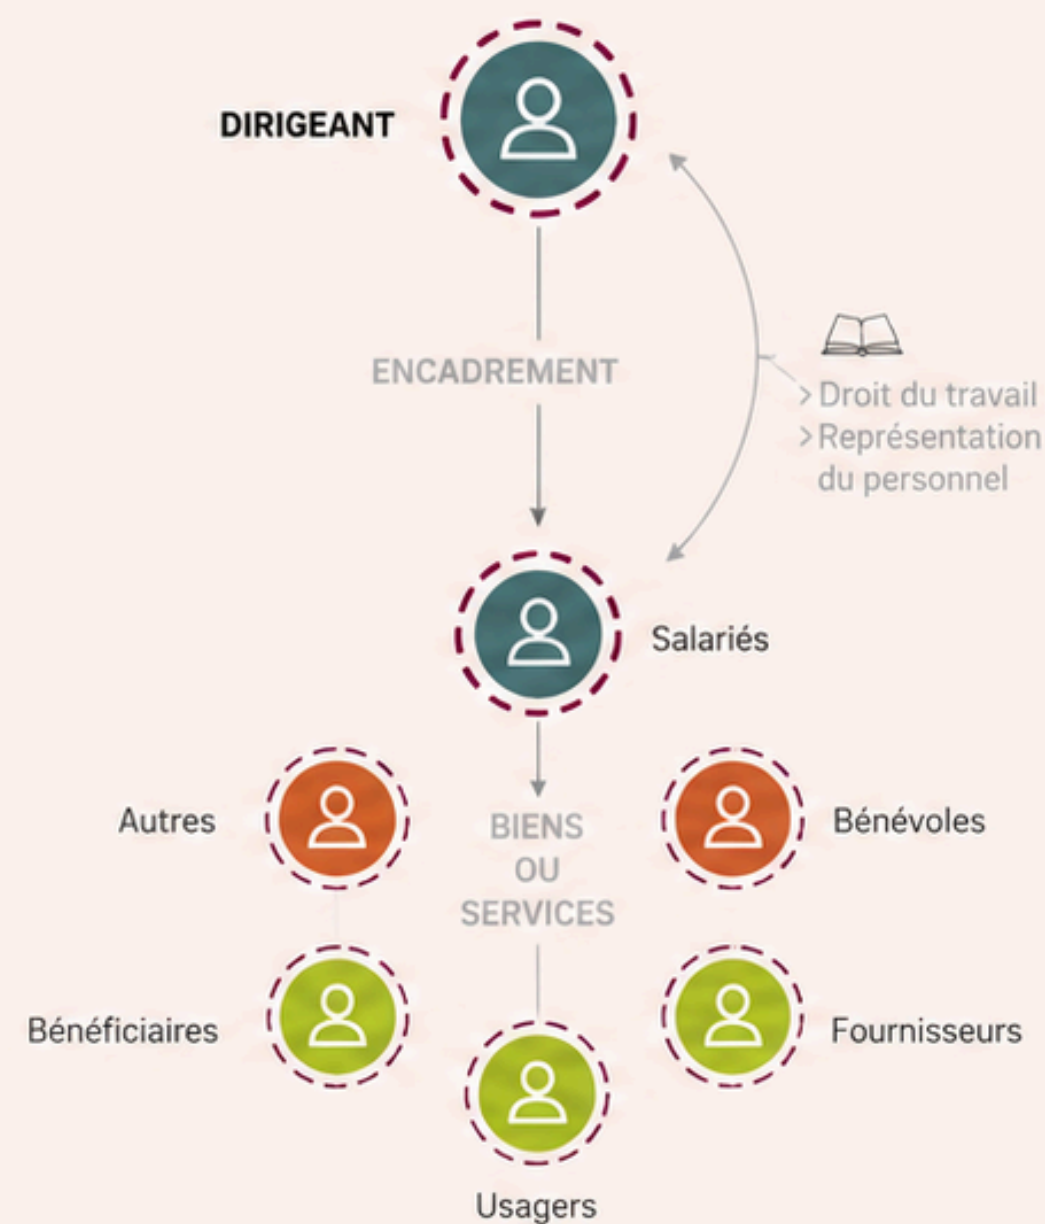 DIRIGEANT
ENCADREMENT
> Droit du travail
> Représentation
du personnel
Salariés
Autres
BIENS
OU
SERVICES
Bénévoles
Bénéficiaires
Fournisseurs
Usagers